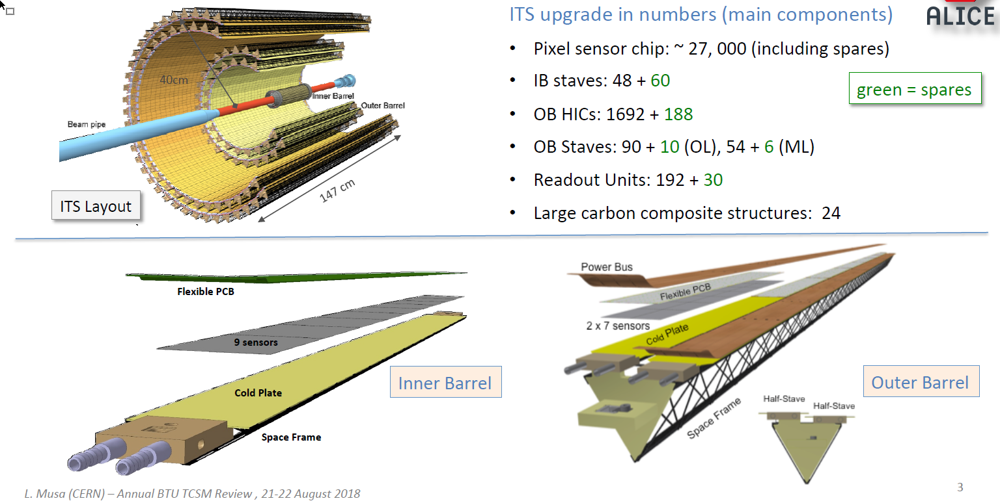 ITS upgrade in numbers (main components)
ALICE
• Pixel sensor chip: ~ 27, 000 (including spares)
• IB staves: 48 + 60
green = spares
• OB HICs: 1692 + 188
• OB Staves: 90 + 10 (OL), 54 + 6 (ML)
• Readout Units: 192 + 30
• Large carbon composite structures: 24
40cm
Inner Barrel
Outer Barrel
Beam pipe
147 cm
ITS Layout
Flexible PCB
9 sensors
Cold Plate
Space Frame
Inner Barrel
Power Bus
Flexible PCB
2 x 7 sensors
Cold Plate
Space Frame
Outer Barrel
Half-Stave
Half-Stave
L. Musa (CERN) – Annual BTU TCSM Review , 21-22 August 2018
3